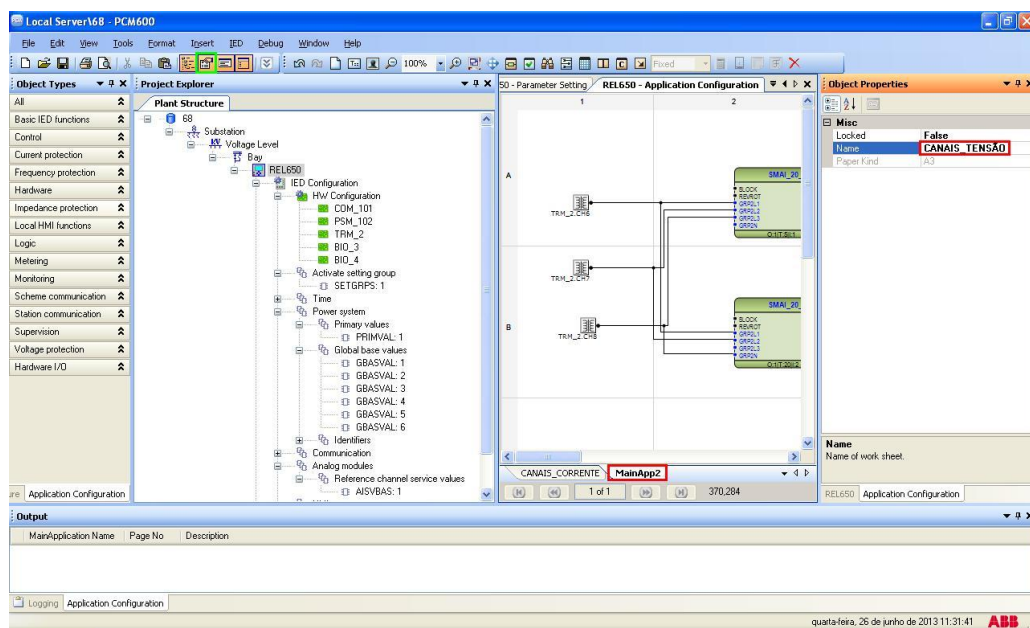 Local Server\68 - PCM600
File Edit View Tools Format Insert IED Debug Window Help
100% Fixed
Object Types
All
Basic IED functions
Control
Current protection
Frequency protection
Hardware
Impedance protection
Local HMI functions
Logic
Metering
Monitoring
Scheme communication
Station communication
Supervision
Voltage protection
Hardware I/O
Application Configuration
Project Explorer
Plant Structure
68
Substation
Voltage Level
Bay
REL650
IED Configuration
HW Configuration
COM_101
PSM_102
TRM_2
BIO_3
BIO_4
Activate setting group
SETGRPS: 1
Time
Power system
Primary values
PRIMVAL: 1
Global base values
GBASVAL: 1
GBASVAL: 2
GBASVAL: 3
GBASVAL: 4
GBASVAL: 5
GBASVAL: 6
Identifiers
Communication
Analog modules
Reference channel service values
AISVBAS: 1
50 - Parameter Setting REL650 - Application Configuration
1 2
A
SMAI_20_
BLOCK
REVROT
GRP2L1
GRP2L2
GRP2L3
GRP2N
TRM_2.CH6
TRM_2.CH7
B
SMAI_20_
BLOCK
REVROT
GRP2L1
GRP2L2
GRP2L3
GRP2N
TRM_2.CH8
CANAIS_CORRENTE MainApp2
1 of 1 370,284
Object Properties
Misc
Locked False
Name CANAIS_TENSÃO
Paper Kind A3
Name
Name of work sheet.
REL650 Application Configuration
Output
MainApplication Name Page No Description
Logging Application Configuration
quarta-feira, 26 de junho de 2013 11:31:41 ABB